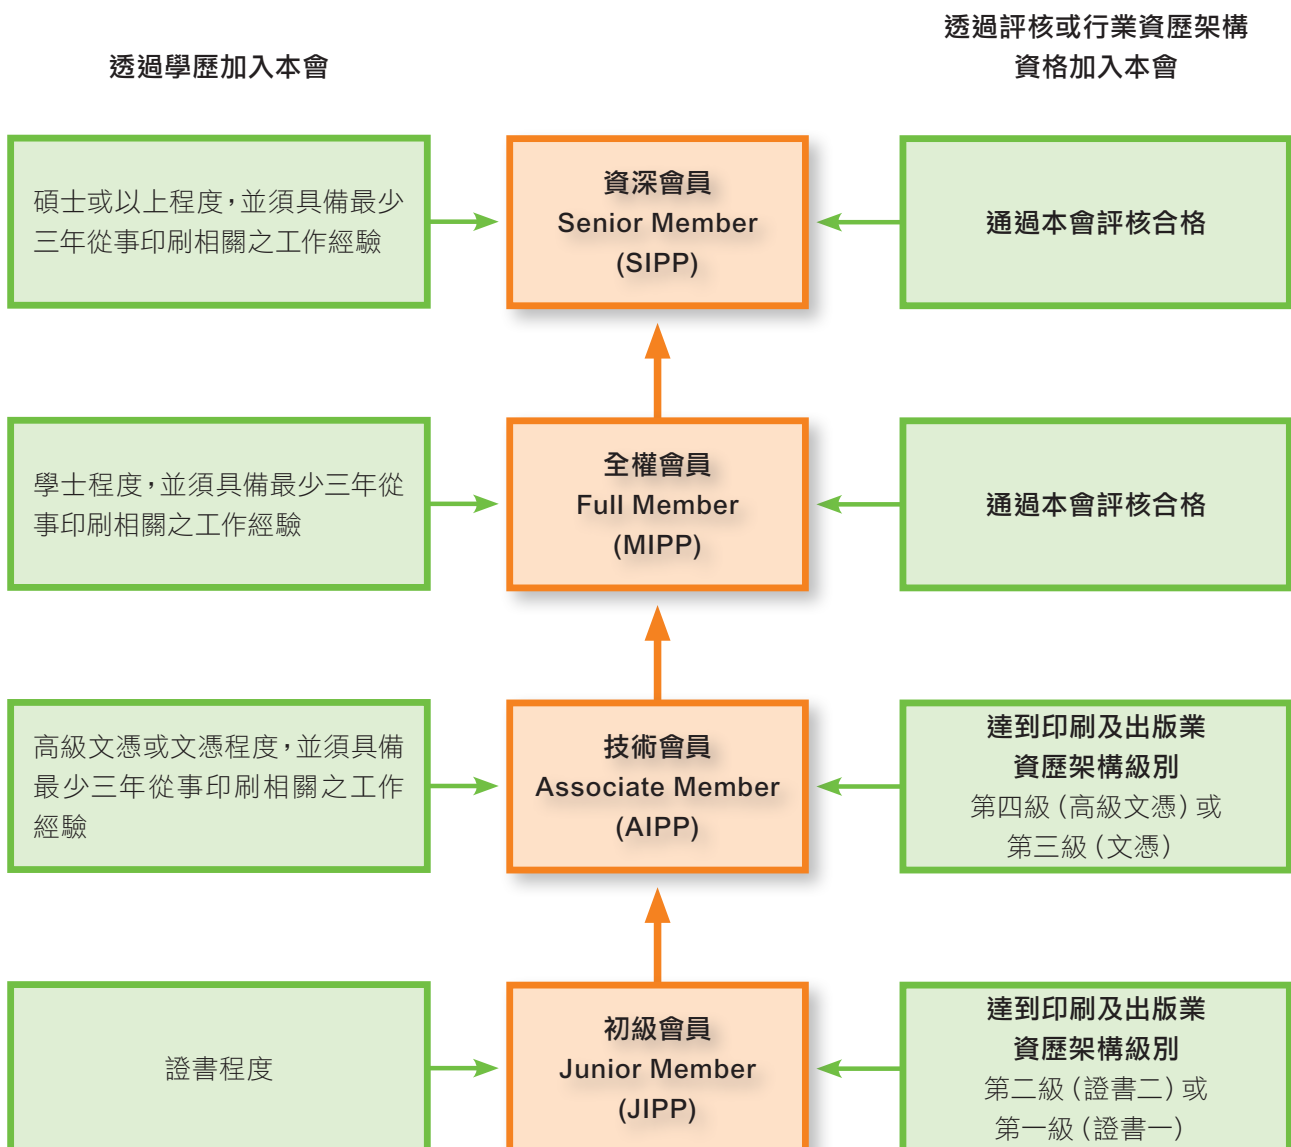 透過學歷加入本會
透過評核或行業資歷架構
資格加入本會
碩士或以上程度，並須具備最少
三年從事印刷相關之工作經驗
資深會員
Senior Member
(SIPP)
通過本會評核合格
學士程度，並須具備最少三年從
事印刷相關之工作經驗
全權會員
Full Member
(MIPP)
通過本會評核合格
高級文憑或文憑程度，並須具備
最少三年從事印刷相關之工作
經驗
技術會員
Associate Member
(AIPP)
達到印刷及出版業
資歷架構級別
第四級（高級文憑）或
第三級（文憑）
證書程度
初級會員
Junior Member
(JIPP)
達到印刷及出版業
資歷架構級別
第二級（證書二）或
第一級（證書一）